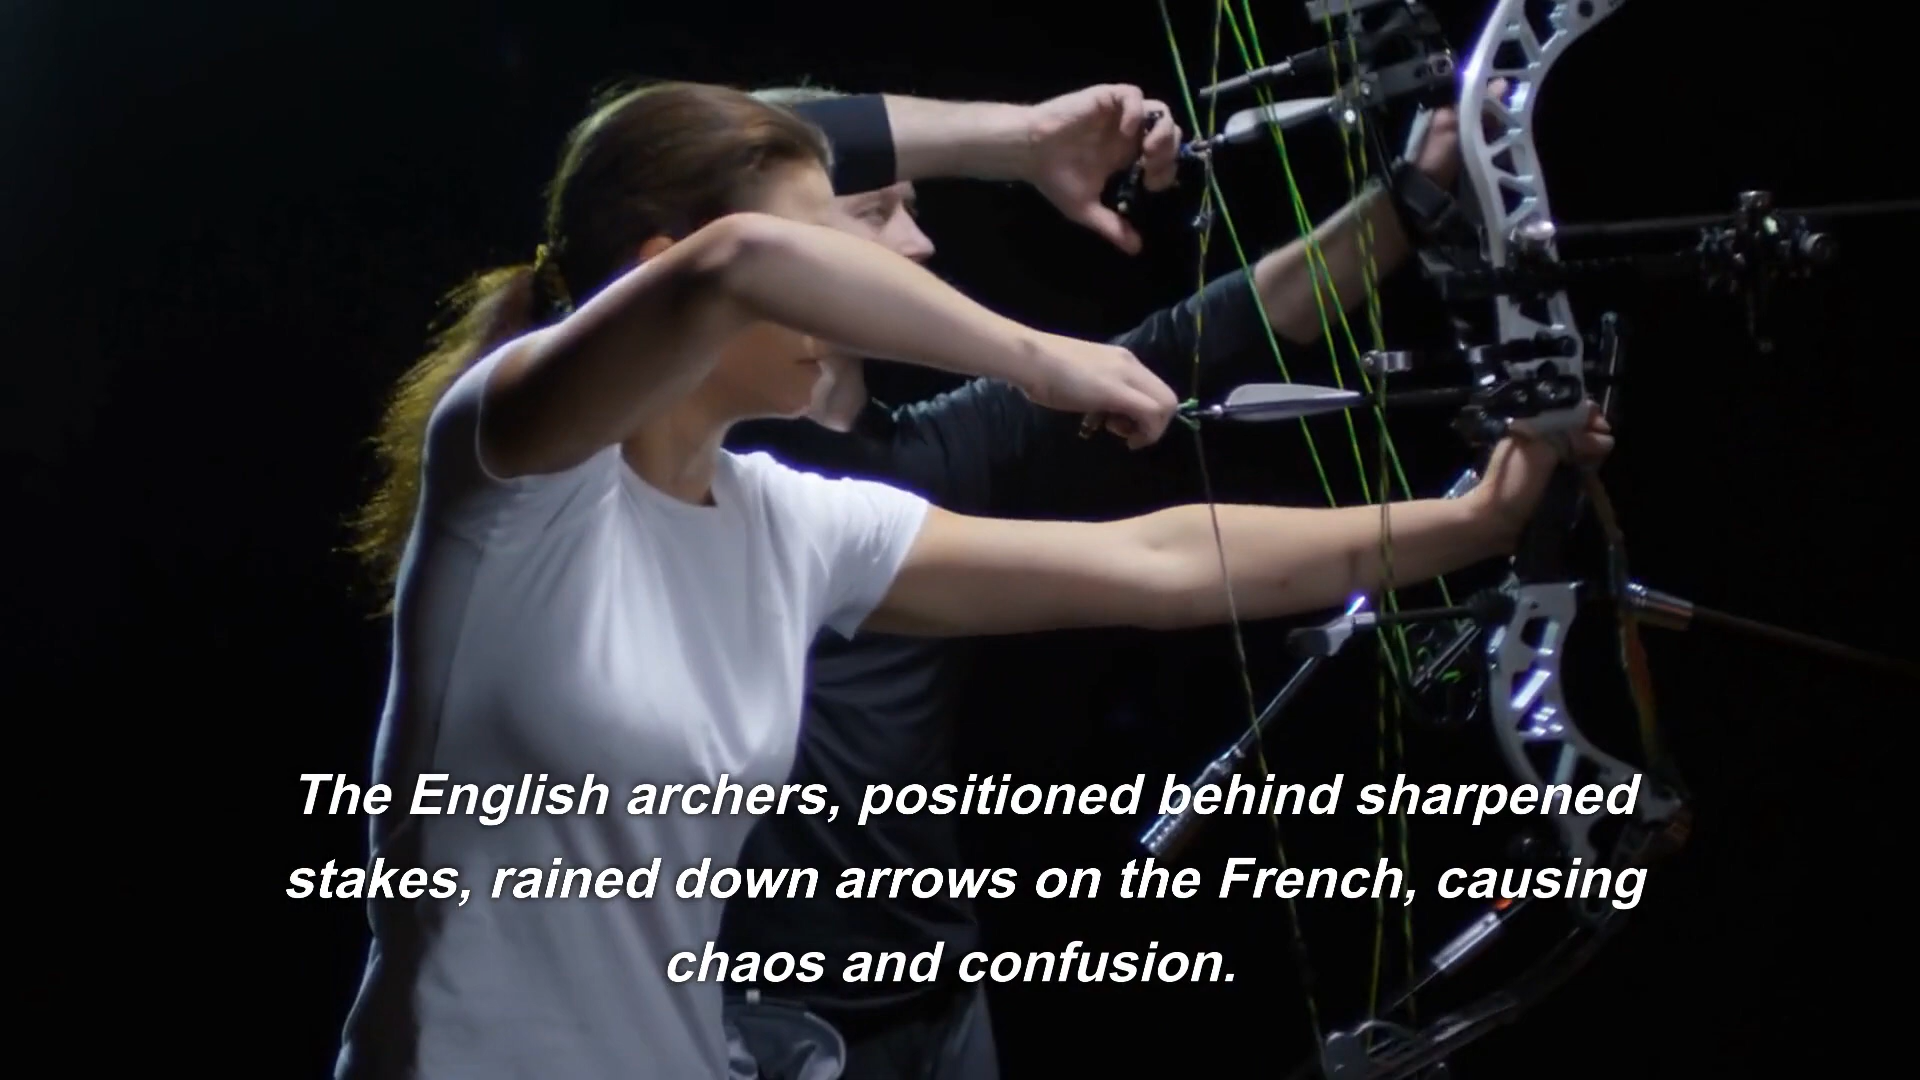 The English archers, positioned behind sharpened
stakes, rained down arrows on the French, causing
chaos and confusion.